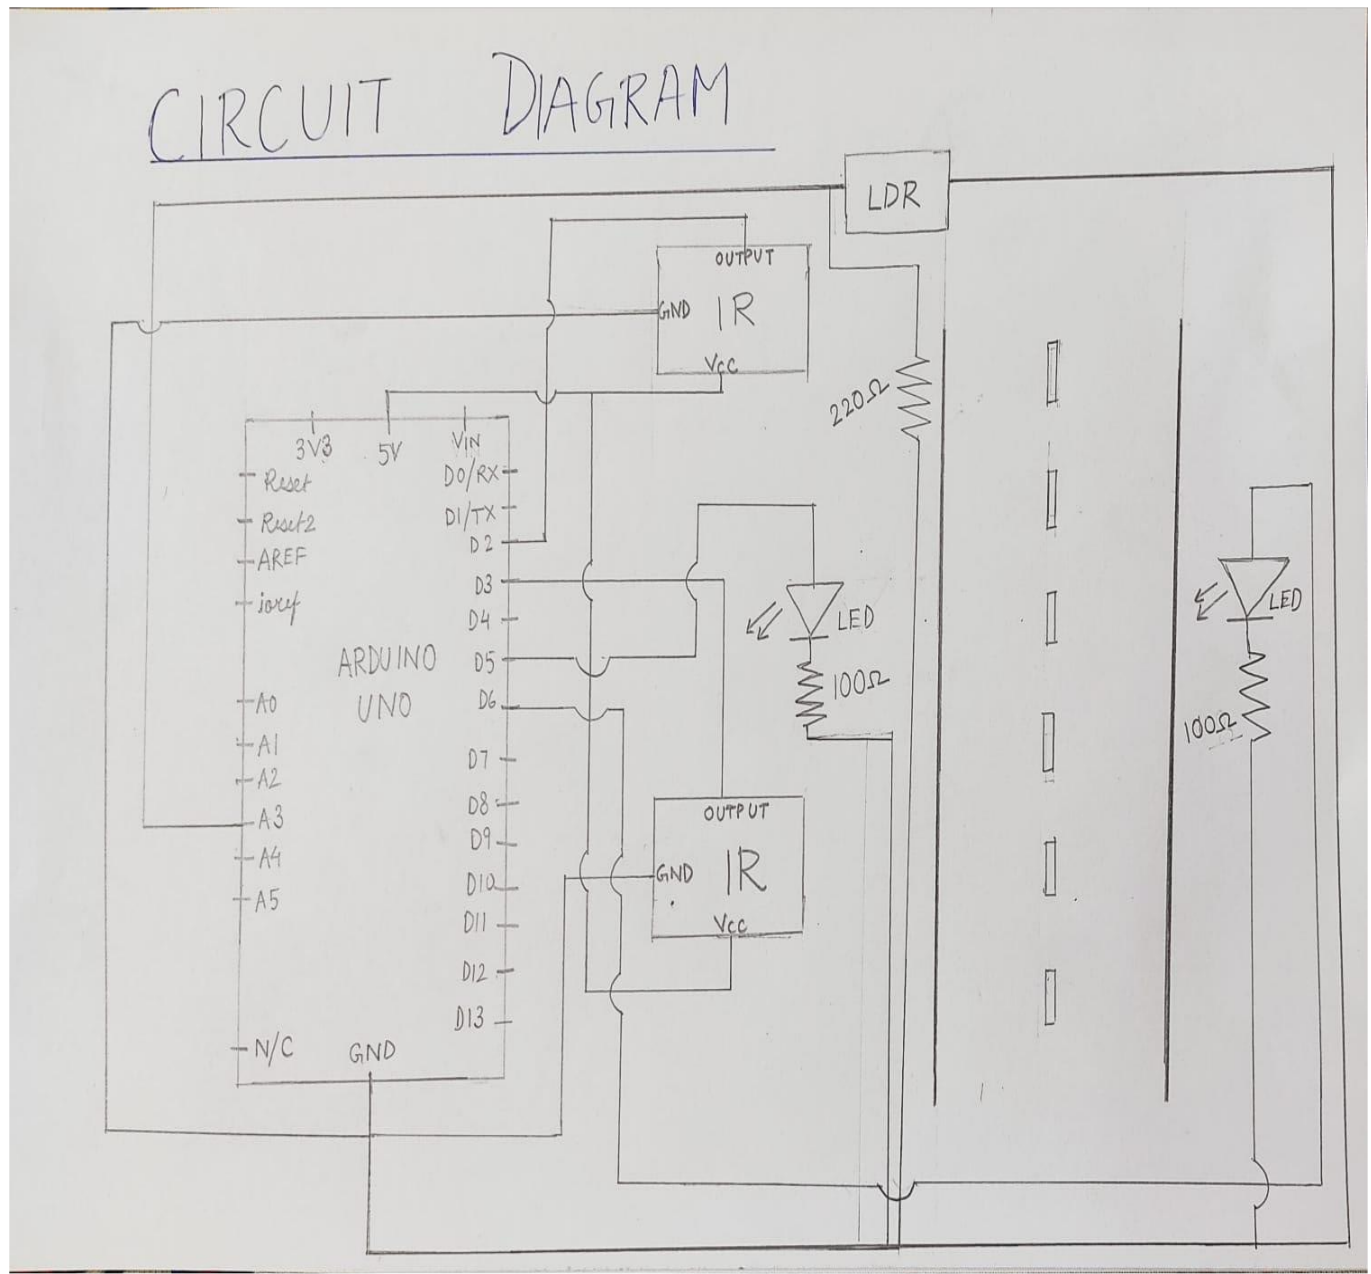 CIRCUIT DIAGRAM
LDR
OUTPUT
GND IR
Vcc
220Ω
3V3 5V VIN
Reset D0/RX
Reset2 D1/TX
D2
AREF
D3
ioref
D4
LED
LED
ARDUINO D5
100Ω
A0 UNO D6
100Ω
A1
D7
A2
D8
OUTPUT
A3
D9
A4
GND IR
D10
A5
D11
Vcc
D12
D13
N/C GND